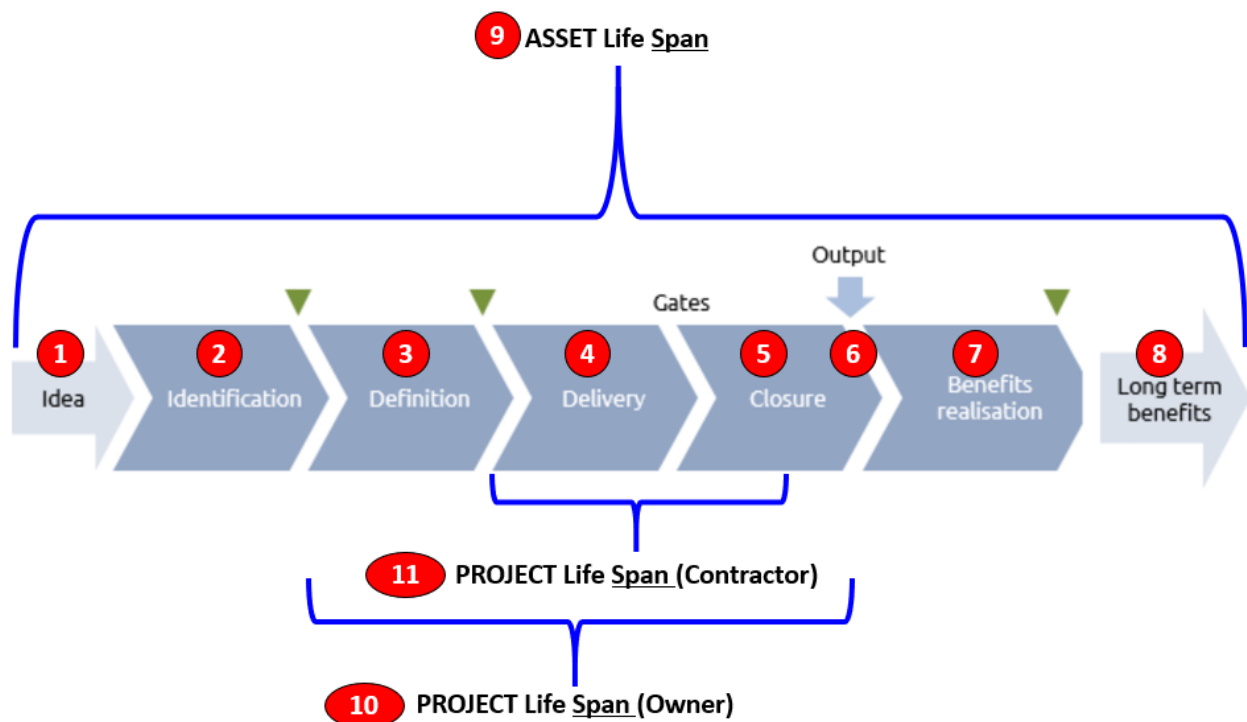 9 ASSET Life Span
Output
Gates
1 2 3 4 5 6 7 8
Idea Identification Definition Delivery Closure Benefits realisation Long term benefits
11 PROJECT Life Span (Contractor)
10 PROJECT Life Span (Owner)